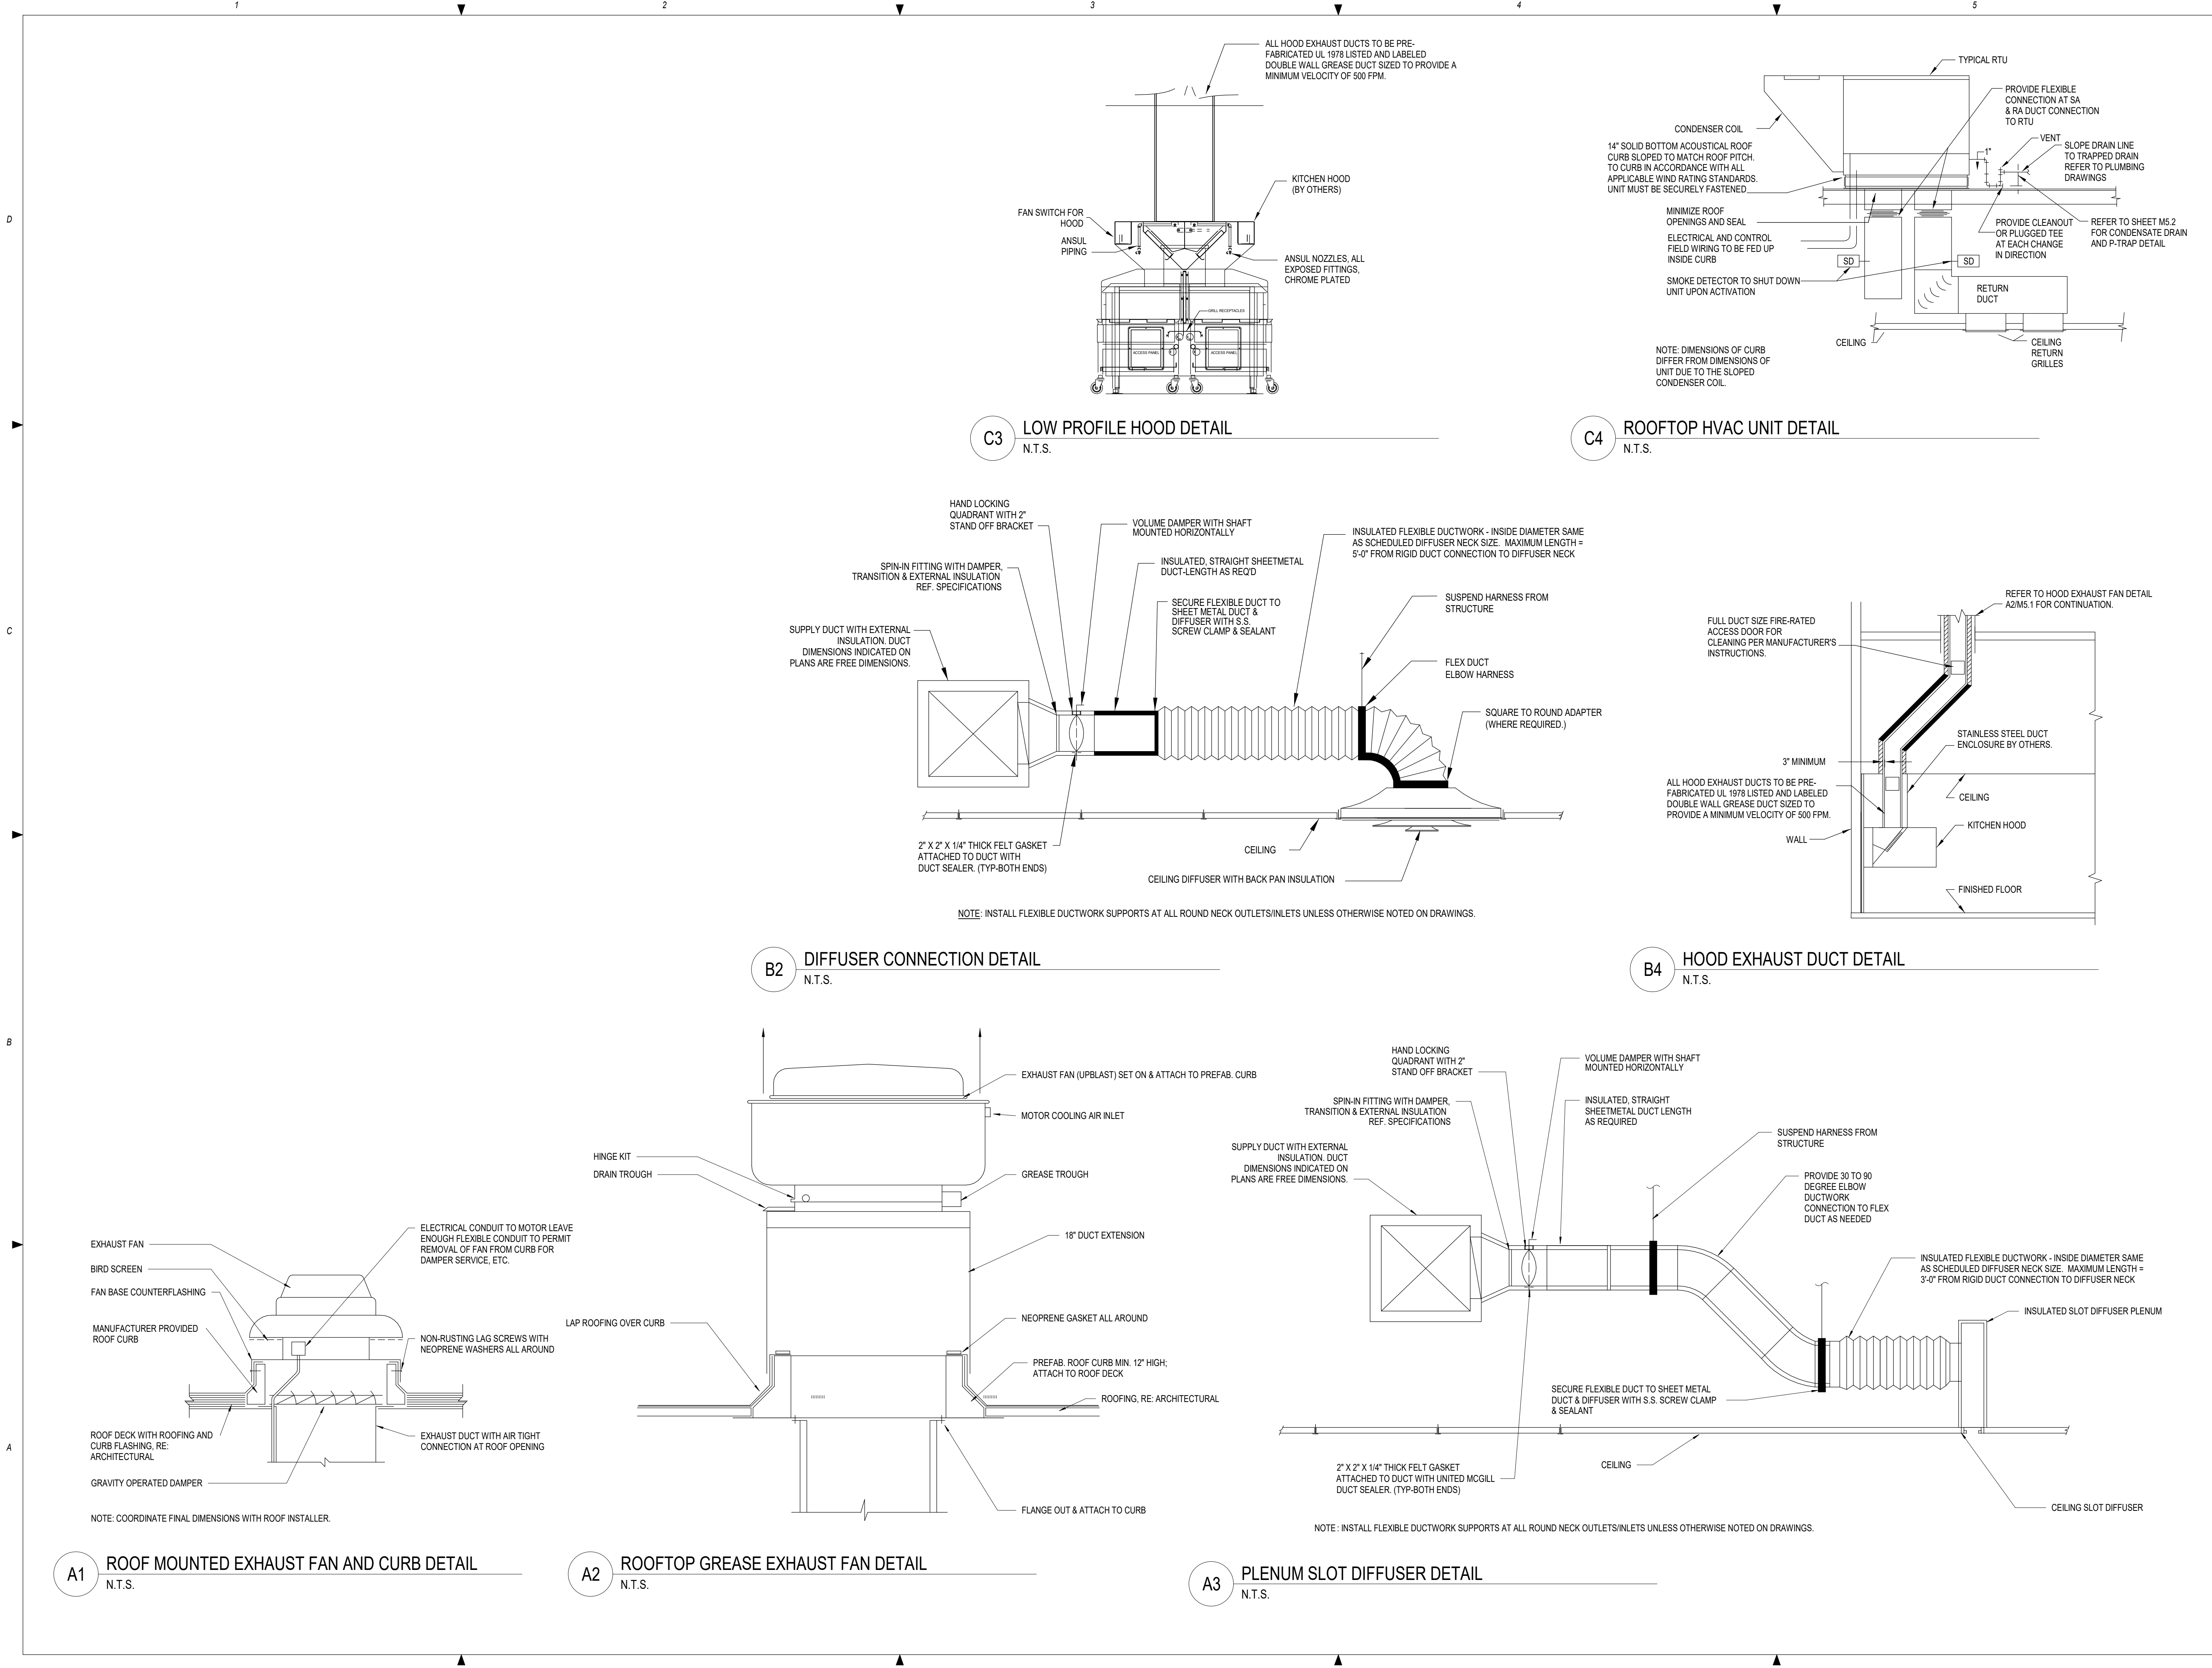 1
2
3
4
5
D
C
B
A
ALL HOOD EXHAUST DUCTS TO BE PRE-
FABRICATED UL 1978 LISTED AND LABELED
DOUBLE WALL GREASE DUCT SIZED TO PROVIDE A
MINIMUM VELOCITY OF 500 FPM.
KITCHEN HOOD
(BY OTHERS)
FAN SWITCH FOR
HOOD
ANSUL
PIPING
ANSUL NOZZLES, ALL
EXPOSED FITTINGS,
CHROME PLATED
GRILL RECEPTACLES
ACCESS PANEL
ACCESS PANEL
C3
LOW PROFILE HOOD DETAIL
N.T.S.
TYPICAL RTU
PROVIDE FLEXIBLE
CONNECTION AT SA
& RA DUCT CONNECTION
TO RTU
CONDENSER COIL
14" SOLID BOTTOM ACOUSTICAL ROOF
CURB SLOPED TO MATCH ROOF PITCH.
TO CURB IN ACCORDANCE WITH ALL
APPLICABLE WIND RATING STANDARDS.
UNIT MUST BE SECURELY FASTENED
1"
VENT
SLOPE DRAIN LINE
TO TRAPPED DRAIN
REFER TO PLUMBING
DRAWINGS
MINIMIZE ROOF
OPENINGS AND SEAL
ELECTRICAL AND CONTROL
FIELD WIRING TO BE FED UP
INSIDE CURB
PROVIDE CLEANOUT
OR PLUGGED TEE
AT EACH CHANGE
IN DIRECTION
REFER TO SHEET M5.2
FOR CONDENSATE DRAIN
AND P-TRAP DETAIL
SD
SD
SMOKE DETECTOR TO SHUT DOWN
UNIT UPON ACTIVATION
RETURN
DUCT
CEILING
CEILING
RETURN
GRILLES
NOTE: DIMENSIONS OF CURB
DIFFER FROM DIMENSIONS OF
UNIT DUE TO THE SLOPED
CONDENSER COIL.
C4
ROOFTOP HVAC UNIT DETAIL
N.T.S.
HAND LOCKING
QUADRANT WITH 2"
STAND OFF BRACKET
VOLUME DAMPER WITH SHAFT
MOUNTED HORIZONTALLY
INSULATED FLEXIBLE DUCTWORK - INSIDE DIAMETER SAME
AS SCHEDULED DIFFUSER NECK SIZE. MAXIMUM LENGTH =
5'-0" FROM RIGID DUCT CONNECTION TO DIFFUSER NECK
SPIN-IN FITTING WITH DAMPER,
TRANSITION & EXTERNAL INSULATION
REF. SPECIFICATIONS
INSULATED, STRAIGHT SHEETMETAL
DUCT-LENGTH AS REQ'D
SECURE FLEXIBLE DUCT TO
SHEET METAL DUCT &
DIFFUSER WITH S.S.
SCREW CLAMP & SEALANT
SUSPEND HARNESS FROM
STRUCTURE
SUPPLY DUCT WITH EXTERNAL
INSULATION. DUCT
DIMENSIONS INDICATED ON
PLANS ARE FREE DIMENSIONS.
FLEX DUCT
ELBOW HARNESS
SQUARE TO ROUND ADAPTER
(WHERE REQUIRED.)
2" X 2" X 1/4" THICK FELT GASKET
ATTACHED TO DUCT WITH
DUCT SEALER. (TYP-BOTH ENDS)
CEILING
CEILING DIFFUSER WITH BACK PAN INSULATION
NOTE: INSTALL FLEXIBLE DUCTWORK SUPPORTS AT ALL ROUND NECK OUTLETS/INLETS UNLESS OTHERWISE NOTED ON DRAWINGS.
B2
DIFFUSER CONNECTION DETAIL
N.T.S.
REFER TO HOOD EXHAUST FAN DETAIL
A2/M5.1 FOR CONTINUATION.
FULL DUCT SIZE FIRE-RATED
ACCESS DOOR FOR
CLEANING PER MANUFACTURER'S
INSTRUCTIONS.
STAINLESS STEEL DUCT
ENCLOSURE BY OTHERS.
3" MINIMUM
ALL HOOD EXHAUST DUCTS TO BE PRE-
FABRICATED UL 1978 LISTED AND LABELED
DOUBLE WALL GREASE DUCT SIZED TO
PROVIDE A MINIMUM VELOCITY OF 500 FPM.
CEILING
KITCHEN HOOD
WALL
FINISHED FLOOR
B4
HOOD EXHAUST DUCT DETAIL
N.T.S.
EXHAUST FAN
BIRD SCREEN
FAN BASE COUNTERFLASHING
MANUFACTURER PROVIDED
ROOF CURB
ELECTRICAL CONDUIT TO MOTOR LEAVE
ENOUGH FLEXIBLE CONDUIT TO PERMIT
REMOVAL OF FAN FROM CURB FOR
DAMPER SERVICE, ETC.
NON-RUSTING LAG SCREWS WITH
NEOPRENE WASHERS ALL AROUND
ROOF DECK WITH ROOFING AND
CURB FLASHING, RE:
ARCHITECTURAL
EXHAUST DUCT WITH AIR TIGHT
CONNECTION AT ROOF OPENING
GRAVITY OPERATED DAMPER
NOTE: COORDINATE FINAL DIMENSIONS WITH ROOF INSTALLER.
A1
ROOF MOUNTED EXHAUST FAN AND CURB DETAIL
N.T.S.
EXHAUST FAN (UPBLAST) SET ON & ATTACH TO PREFAB. CURB
MOTOR COOLING AIR INLET
HINGE KIT
DRAIN TROUGH
GREASE TROUGH
18" DUCT EXTENSION
LAP ROOFING OVER CURB
NEOPRENE GASKET ALL AROUND
PREFAB. ROOF CURB MIN. 12" HIGH;
ATTACH TO ROOF DECK
ROOFING, RE: ARCHITECTURAL
FLANGE OUT & ATTACH TO CURB
A2
ROOFTOP GREASE EXHAUST FAN DETAIL
N.T.S.
HAND LOCKING
QUADRANT WITH 2"
STAND OFF BRACKET
VOLUME DAMPER WITH SHAFT
MOUNTED HORIZONTALLY
SPIN-IN FITTING WITH DAMPER,
TRANSITION & EXTERNAL INSULATION
REF. SPECIFICATIONS
INSULATED, STRAIGHT
SHEETMETAL DUCT LENGTH
AS REQUIRED
SUSPEND HARNESS FROM
STRUCTURE
SUPPLY DUCT WITH EXTERNAL
INSULATION. DUCT
DIMENSIONS INDICATED ON
PLANS ARE FREE DIMENSIONS.
PROVIDE 30 TO 90
DEGREE ELBOW
DUCTWORK
CONNECTION TO FLEX
DUCT AS NEEDED
INSULATED FLEXIBLE DUCTWORK - INSIDE DIAMETER SAME
AS SCHEDULED DIFFUSER NECK SIZE. MAXIMUM LENGTH =
3'-0" FROM RIGID DUCT CONNECTION TO DIFFUSER NECK
INSULATED SLOT DIFFUSER PLENUM
SECURE FLEXIBLE DUCT TO SHEET METAL
DUCT & DIFFUSER WITH S.S. SCREW CLAMP
& SEALANT
2" X 2" X 1/4" THICK FELT GASKET
ATTACHED TO DUCT WITH UNITED MCGILL
DUCT SEALER. (TYP-BOTH ENDS)
CEILING
CEILING SLOT DIFFUSER
NOTE : INSTALL FLEXIBLE DUCTWORK SUPPORTS AT ALL ROUND NECK OUTLETS/INLETS UNLESS OTHERWISE NOTED ON DRAWINGS.
A3
PLENUM SLOT DIFFUSER DETAIL
N.T.S.